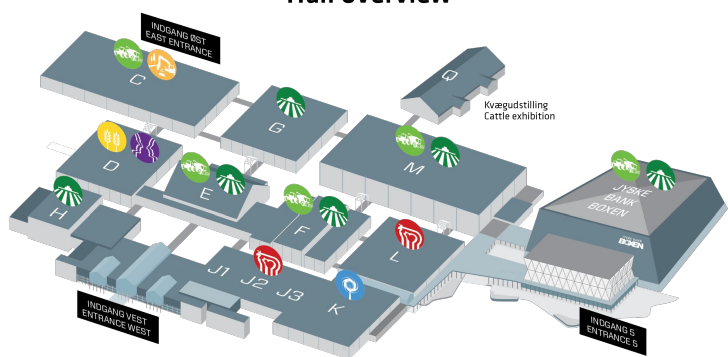 Hall overview
INDGANG ØST
EAST ENTRANCE
C
Q
Kvægudstilling
Cattle exhibition
G
M
D
E
JYSKE
BANK
BOXEN
H
F
L
BOXEN
J1
J2
J3
K
INDGANG VEST
ENTRANCE WEST
INDGANG S
ENTRANCE S